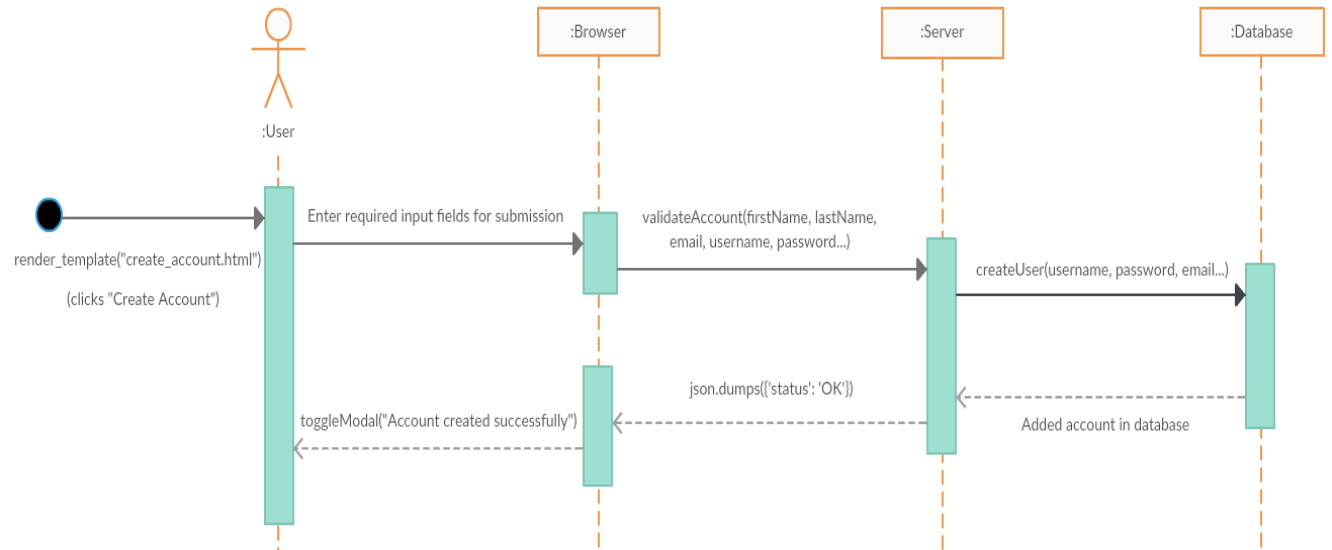 :Browser
:Server
:Database
:User
Enter required input fields for submission
validateAccount(firstName, lastName,
email, username, password...)
render_template("create_account.html")
(clicks "Create Account")
createUser(username, password, email...)
json.dumps({'status': 'OK'})
toggleModal("Account created successfully")
Added account in database